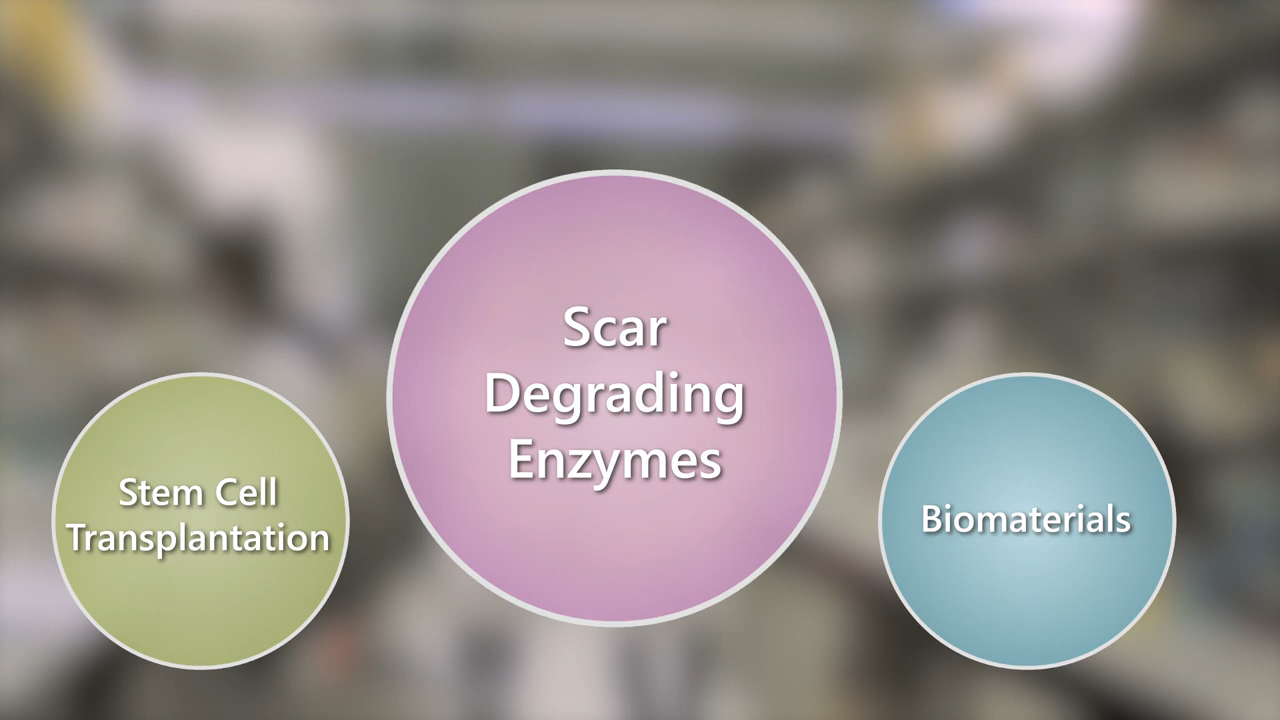 Scar
Degrading
Enzymes
Stem Cell
Transplantation
Biomaterials